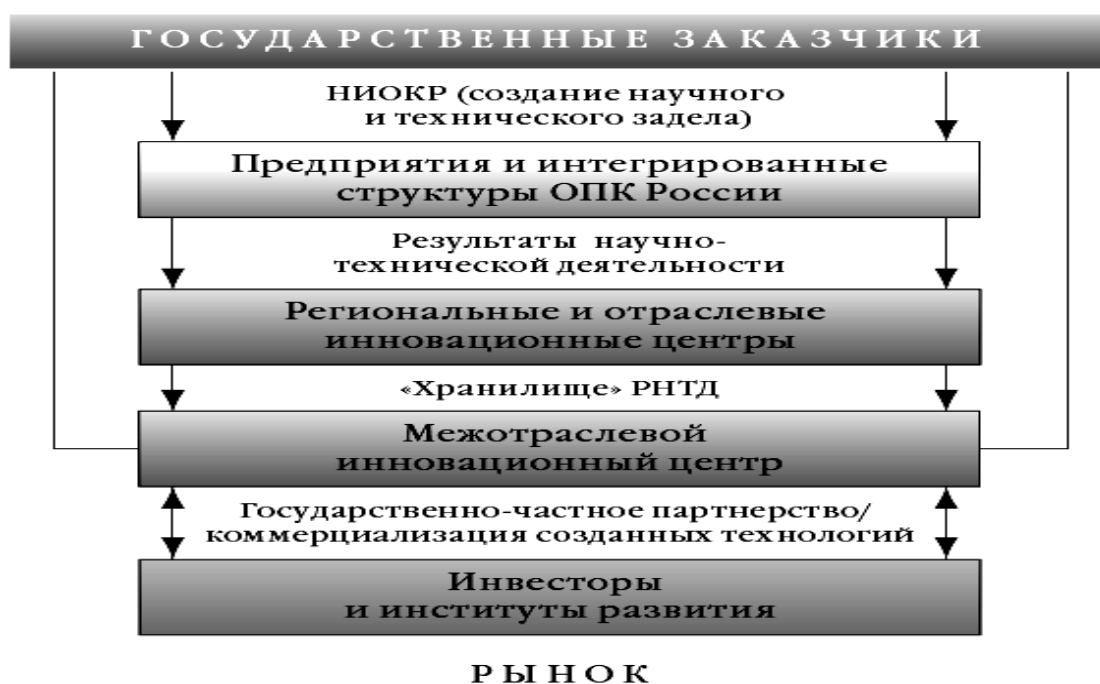 ГОСУДАРСТВЕННЫЕ ЗАКАЗЧИКИ
НИОКР (создание научного
и технического задела)
Предприятия и интегрированные
структуры ОПК России
Результаты научно-
технической деятельности
Региональные и отраслевые
инновационные центры
«Хранилище» РНТД
Межотраслевой
инновационный центр
Государственно-частное партнерство/
коммерциализация созданных технологий
Инвесторы
и институты развития
РЫНОК